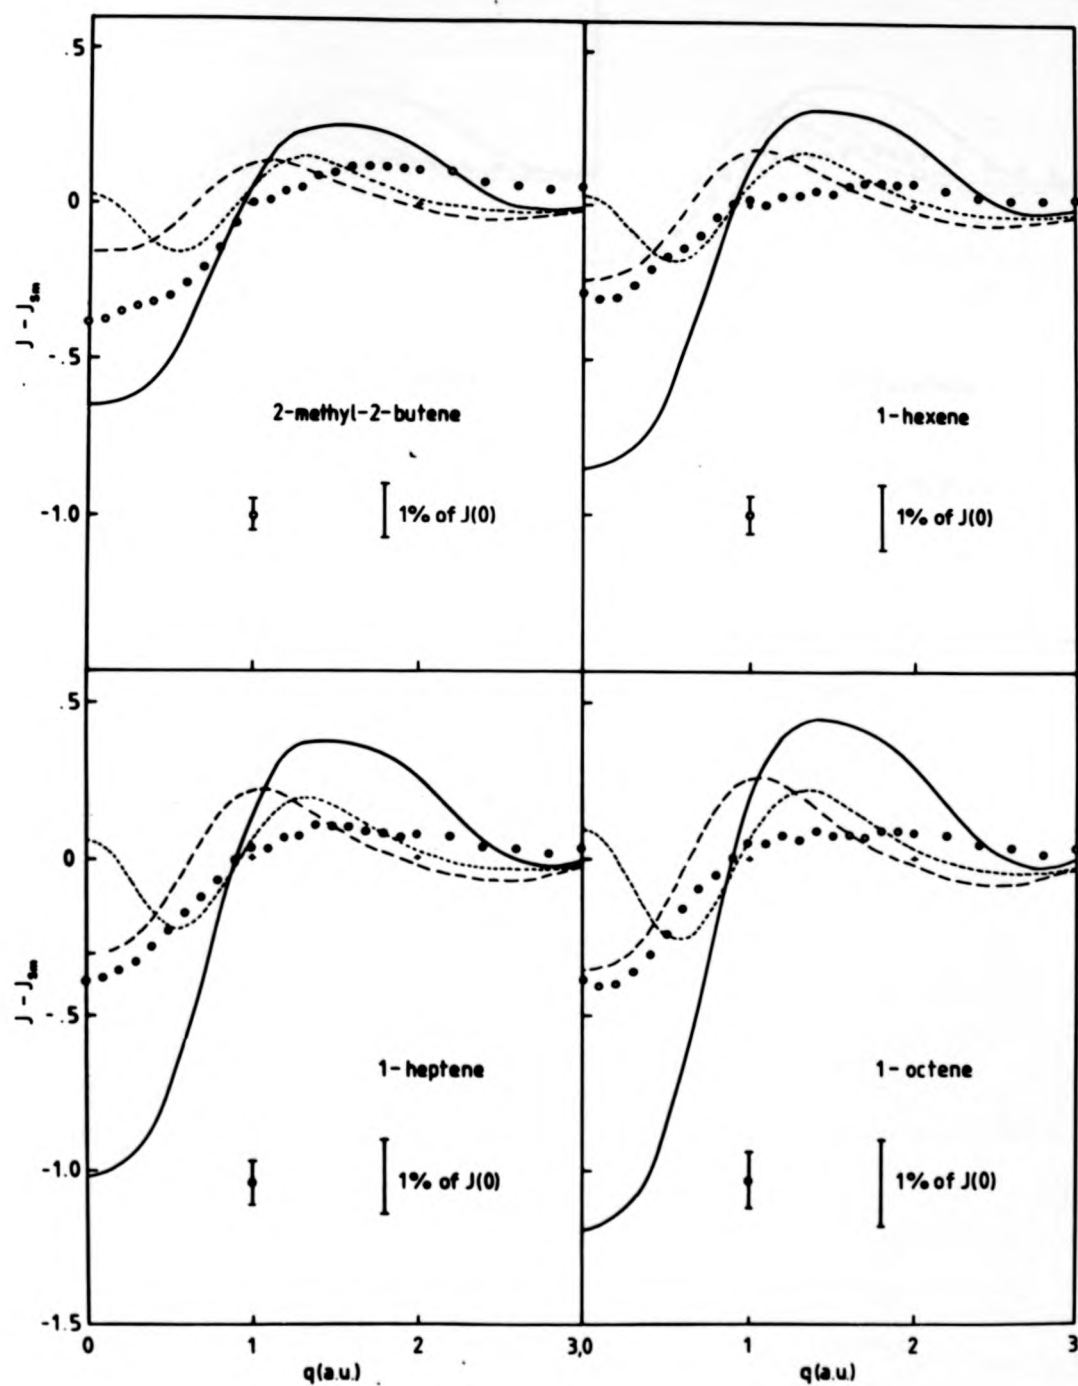 .5
0
J - Jsm
-.5
2-methyl-2-butene
1-hexene
-1.0
1% of J(0)
1% of J(0)
.5
0
J - Jsm
-.5
1-heptene
1-octene
-1.0
1% of J(0)
1% of J(0)
-1.5
0 1 2 3,0 1 2 3
q(a.u.) q(a.u.)